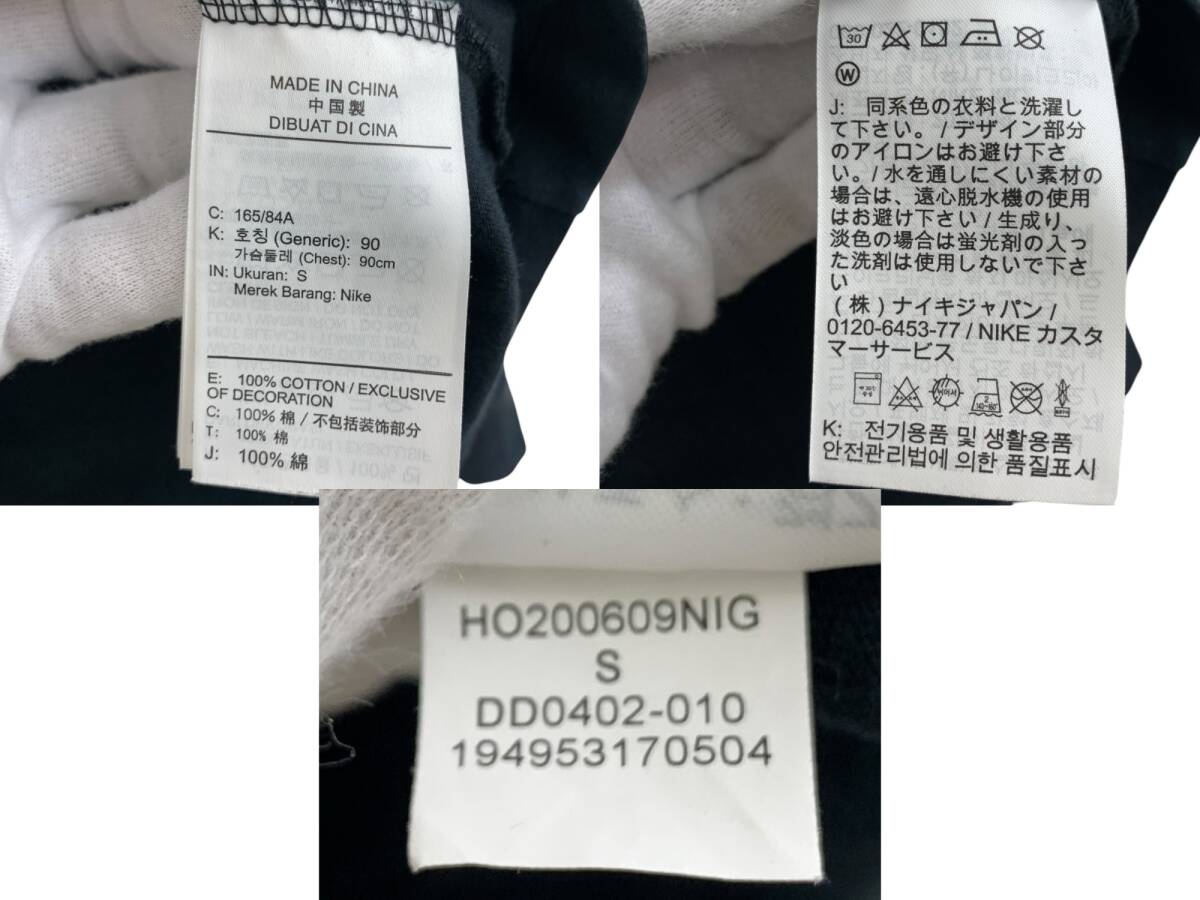 MADE IN CHINA
中国製
DIBUAT DI CINA
C: 165/84A
K: 호칭 (Generic): 90
가슴둘레 (Chest): 90cm
IN: Ukuran: S
Merek Barang: Nike
E: 100% COTTON / EXCLUSIVE
OF DECORATION
C: 100% 棉 / 不包括装饰部分
T: 100% 棉
J: 100% 綿
30
W
J: 同系色の衣料と洗濯し
て下さい。/ デザイン部分
のアイロンはお避け下さ
い。/ 水を通しにくい素材の
場合は、遠心脱水機の使用
はお避け下さい / 生成り、
淡色の場合は蛍光剤の入っ
た洗剤は使用しないで下さ
い
(株) ナイキジャパン /
0120-6453-77 / NIKE カスタ
マーサービス
K: 전기용품 및 생활용품
안전관리법에 의한 품질표시
HO200609NIG
S
DD0402-010
194953170504